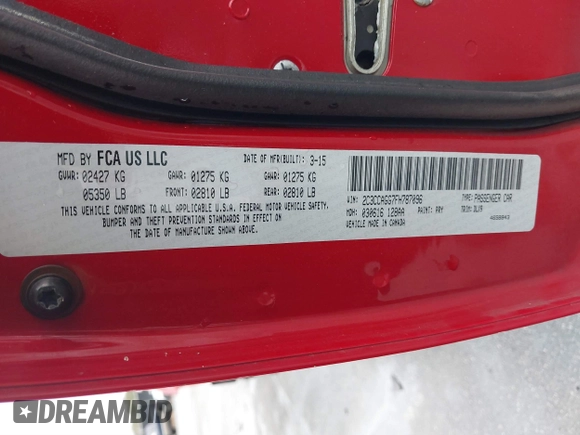 MFD BY FCA US LLC DATE OF MFR(BUILT): 3-15
GVWR: 02427 KG GAWR: 01275 KG GAWR: 01275 KG
05350 LB FRONT: 02810 LB REAR: 02810 LB
THIS VEHICLE CONFORMS TO ALL APPLICABLE U.S.A. FEDERAL MOTOR VEHICLE SAFETY,
BUMPER AND THEFT PREVENTION STANDARDS IN EFFECT ON
THE DATE OF MANUFACTURE SHOWN ABOVE.
VIN: 2C3CCAGG7FH787096 TYPE: PASSENGER CAR
MDH: 030616 128AA PAINT: PRY TRIM: DLX9
VEHICLE MADE IN CANADA
DREAMBID